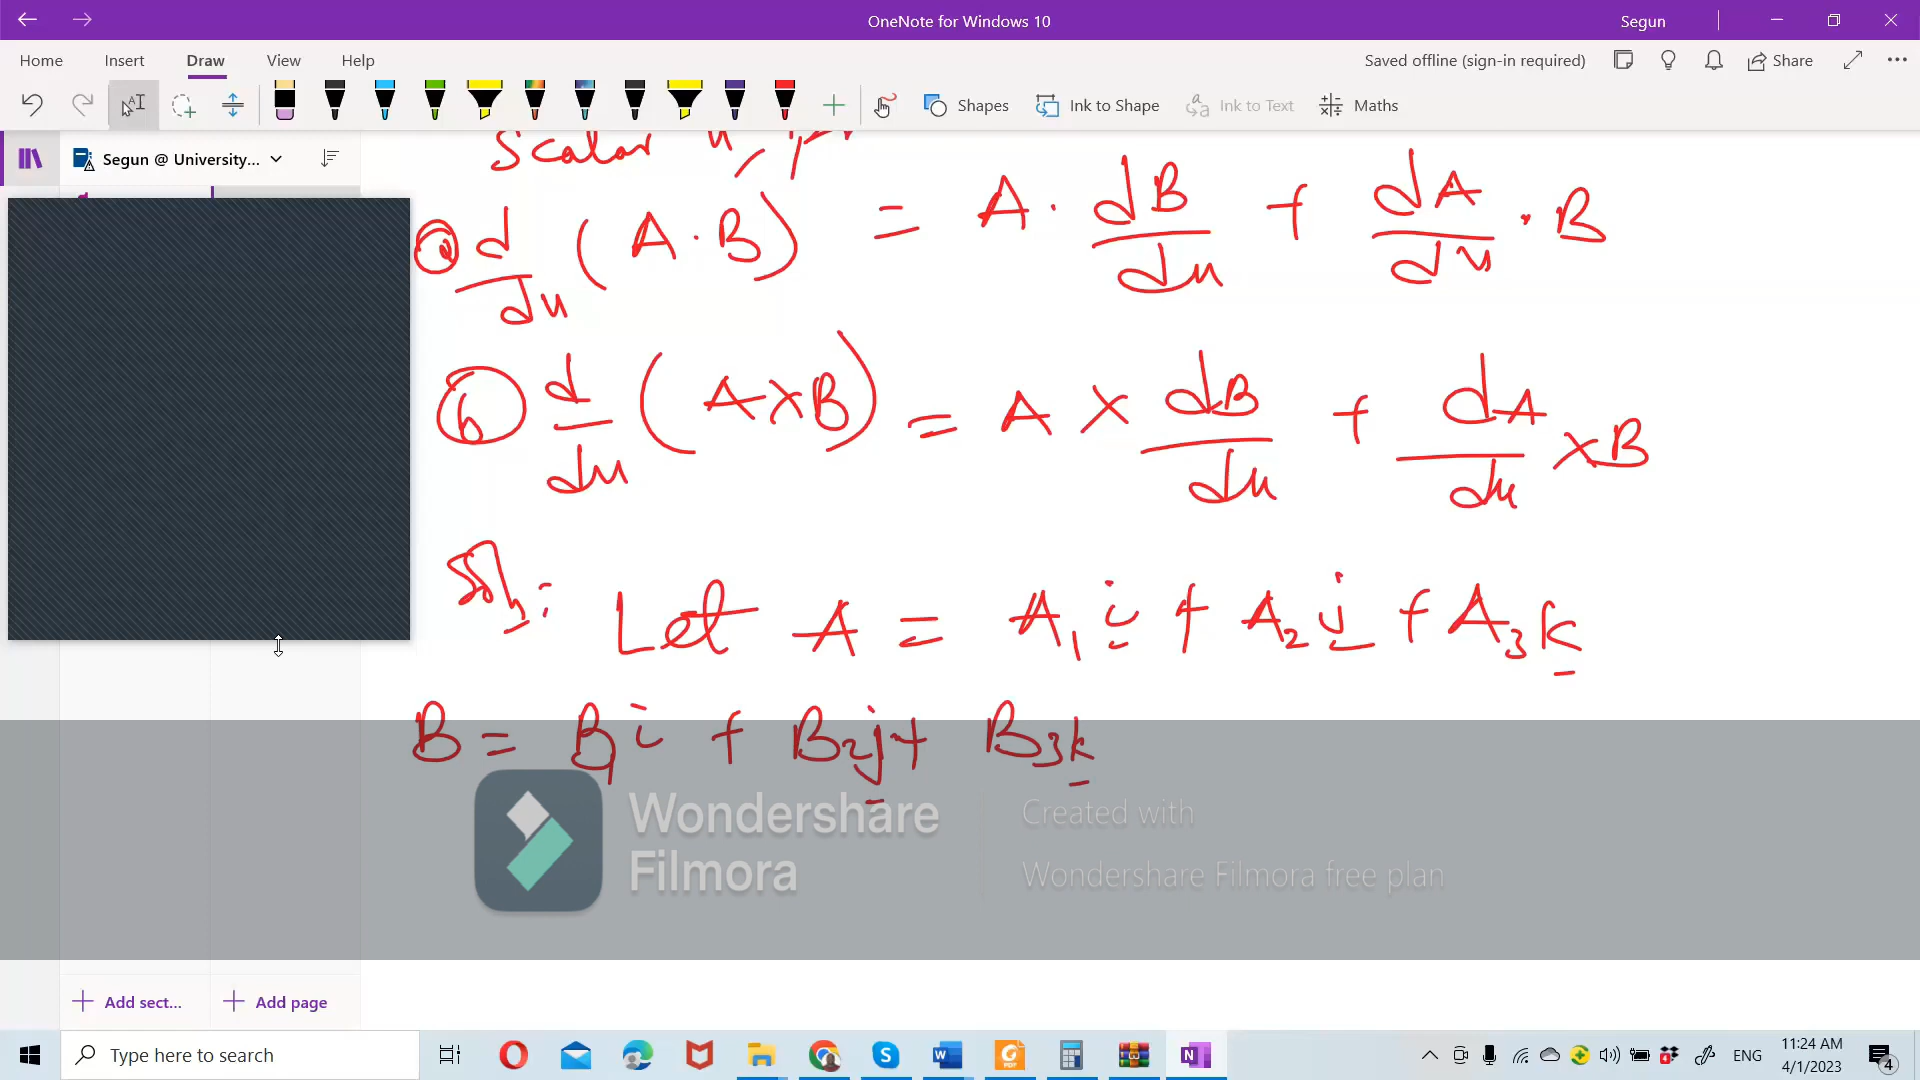 OneNote for Windows 10
Segun
Home Insert Draw View Help
Saved offline (sign-in required)
Share
Shapes
Ink to Shape
Ink to Text
Maths
Segun @ University...
Scalar u,
(a) d/du (A · B) = A · dB/du + dA/du · B
(b) d/du (A × B) = A × dB/du + dA/du × B
Soln: Let A = A₁i + A₂j + A₃k
B = B₁i + B₂j + B₃k
Wondershare
Filmora
Created with
Wondershare Filmora free plan
Add sect...
Add page
Type here to search
ENG
11:24 AM
4/1/2023
4